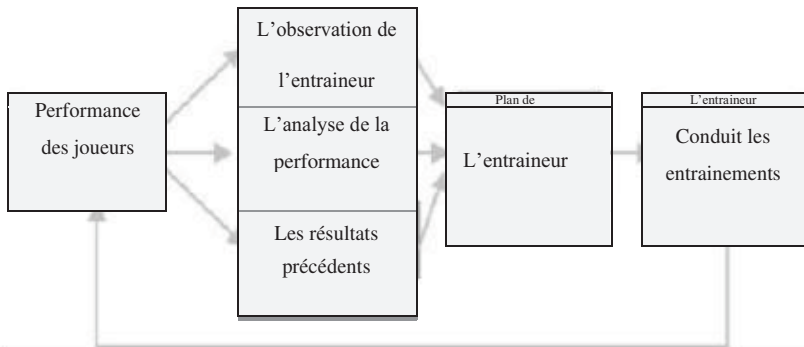 Performance
des joueurs
L'observation de
l'entraineur
L'analyse de la
performance
Les résultats
précédents
Plan de
L'entraineur
L'entraineur
Conduit les
entrainements